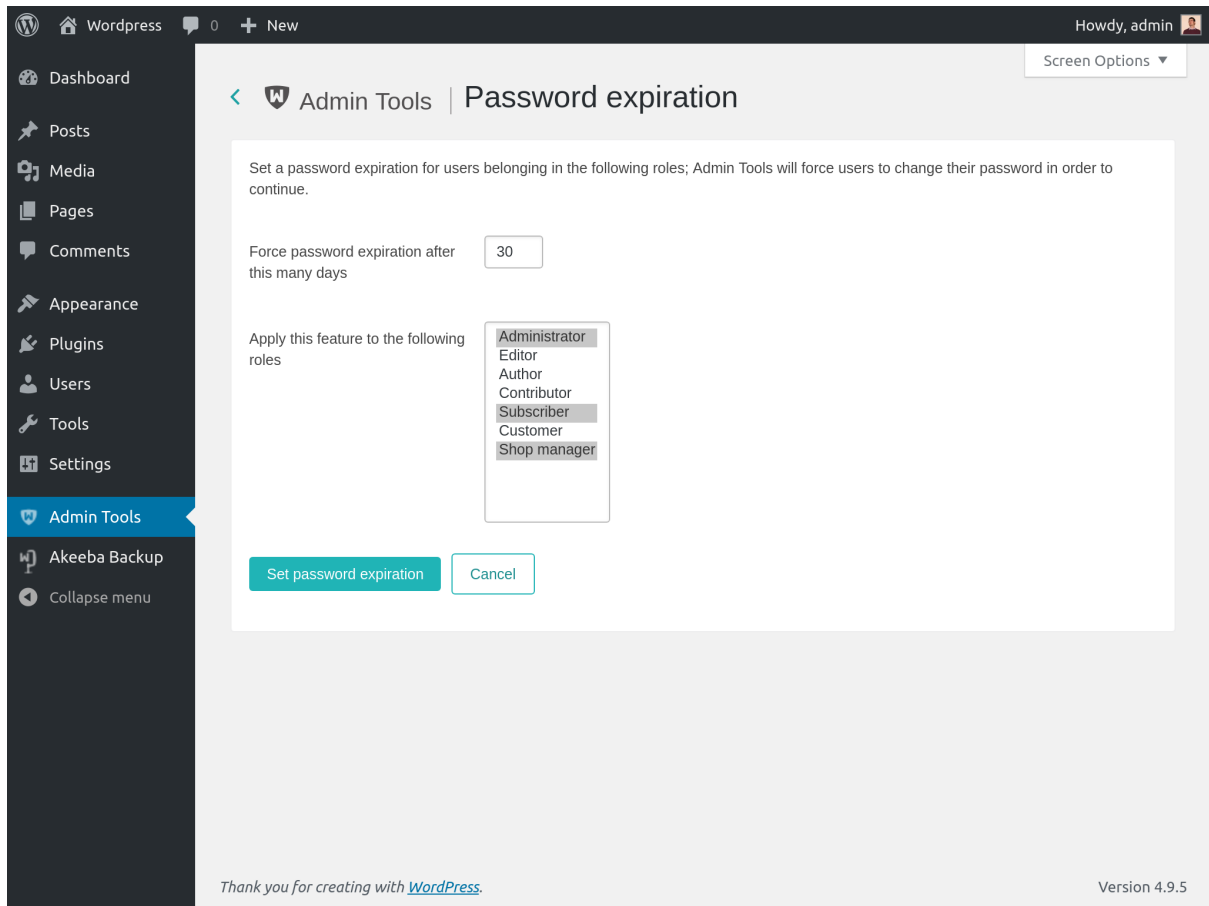 Wordpress 0 New Howdy, admin
Screen Options ▼
Dashboard
Posts
Media
Pages
Comments
Appearance
Plugins
Users
Tools
Settings
Admin Tools
Akeeba Backup
Collapse menu
Admin Tools | Password expiration
Set a password expiration for users belonging in the following roles; Admin Tools will force users to change their password in order to
continue.
Force password expiration after
this many days
30
Apply this feature to the following
roles
Administrator
Editor
Author
Contributor
Subscriber
Customer
Shop manager
Set password expiration Cancel
Thank you for creating with WordPress. Version 4.9.5